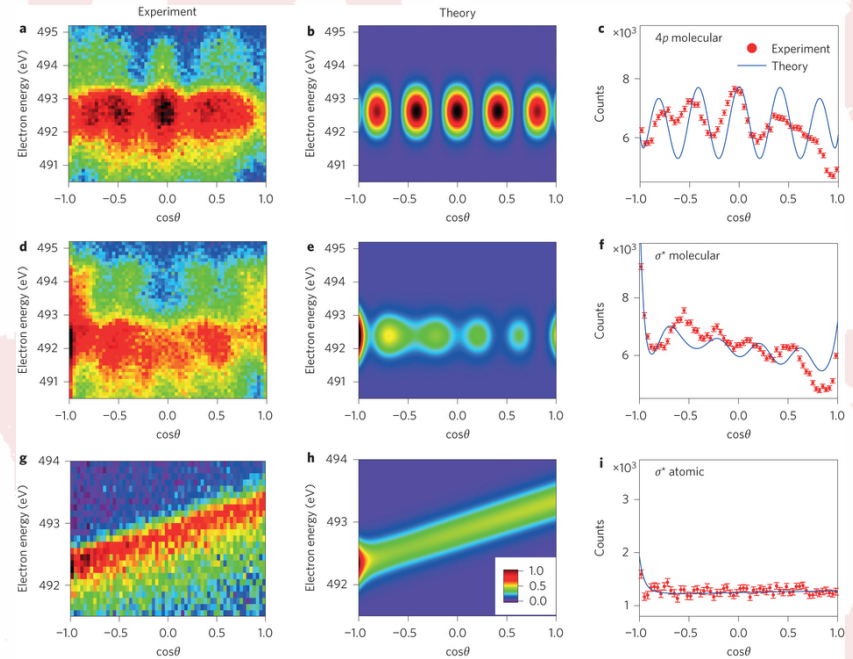 Experiment
Theory
a
495
494
493
492
491
Electron energy (eV)
−1.0 −0.5 0.0 0.5 1.0
cosθ
b
495
494
493
492
491
Electron energy (eV)
−1.0 −0.5 0.0 0.5 1.0
cosθ
c
×10³
4p molecular
Experiment
Theory
8
6
Counts
−1.0 −0.5 0.0 0.5 1.0
cosθ
d
495
494
493
492
491
Electron energy (eV)
−1.0 −0.5 0.0 0.5 1.0
cosθ
e
495
494
493
492
491
Electron energy (eV)
−1.0 −0.5 0.0 0.5 1.0
cosθ
f
×10³
σ* molecular
8
6
Counts
−1.0 −0.5 0.0 0.5 1.0
cosθ
g
494
493
492
Electron energy (eV)
−1.0 −0.5 0.0 0.5 1.0
cosθ
h
494
493
492
Electron energy (eV)
1.0
0.5
0.0
−1.0 −0.5 0.0 0.5 1.0
cosθ
i
×10³
σ* atomic
3
2
1
Counts
−1.0 −0.5 0.0 0.5 1.0
cosθ